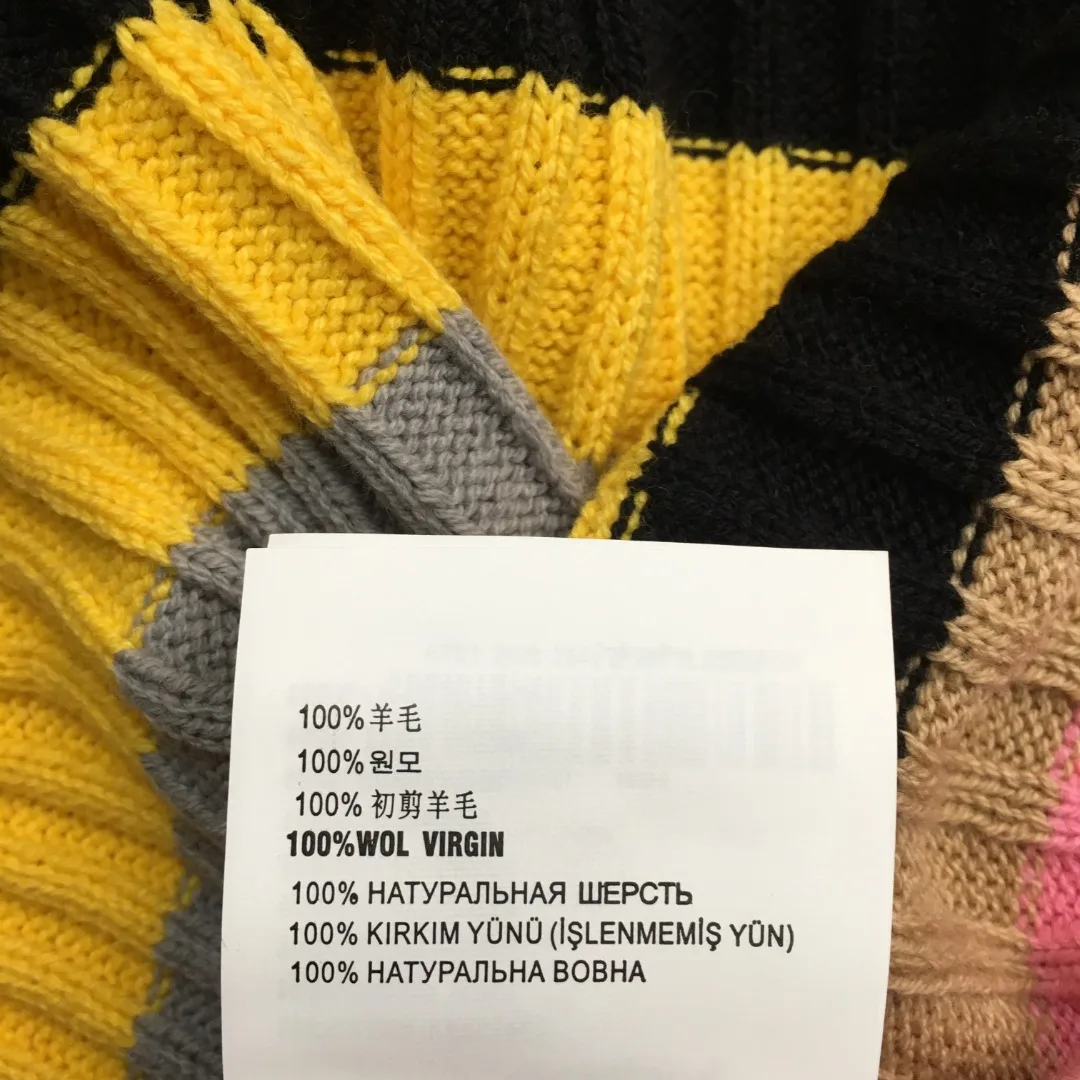 100%羊毛
100%원모
100% 初剪羊毛
100%WOL VIRGIN
100% НАТУРАЛЬНАЯ ШЕРСТЬ
100% KIRKIM YÜNÜ (İŞLENMEMİŞ YÜN)
100% НАТУРАЛЬНА ВОВНА